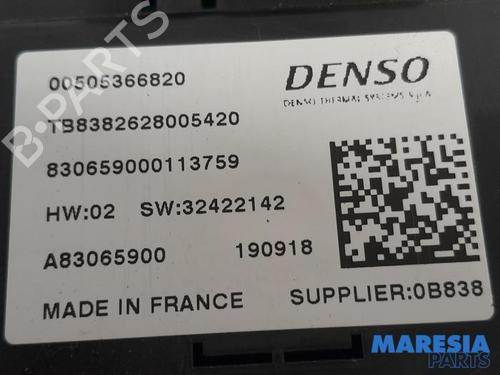 00505366820
DENSO
DENSO THERMAL SYSTEMS S.p.A.
TB8382628005420
830659000113759
HW:02 SW:32422142
A83065900 190918
MADE IN FRANCE SUPPLIER:0B838
B-PARTS
MARESIA
PARTS